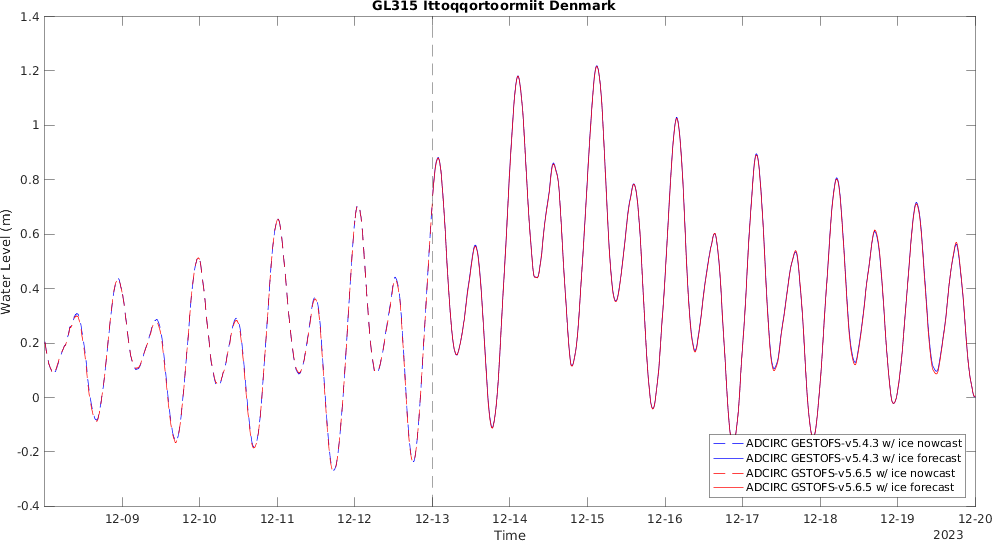 GL315 Ittoqqortoormiit Denmark
1.4
1.2
1
0.8
0.6
0.4
0.2
0
-0.2
-0.4
Water Level (m)
ADCIRC GESTOFS-v5.4.3 w/ ice nowcast
ADCIRC GESTOFS-v5.4.3 w/ ice forecast
ADCIRC GSTOFS-v5.6.5 w/ ice nowcast
ADCIRC GSTOFS-v5.6.5 w/ ice forecast
12-09 12-10 12-11 12-12 12-13 12-14 12-15 12-16 12-17 12-18 12-19 12-20
Time
2023